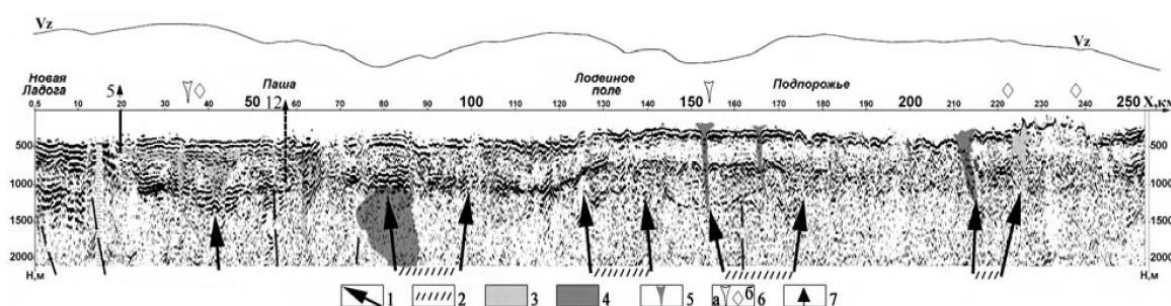 Vz Vz
Новая Ладога 5 12 Паша Лодейное поле Подпорожье
0,5 10 20 30 40 50 60 70 80 90 100 110 120 130 140 150 160 170 180 190 200 210 220 230 240 250 X,км
500 500
1000 1000
1500 1500
2000 2000
Н,м Н,м
1 2 3 4 5 а б 6 7